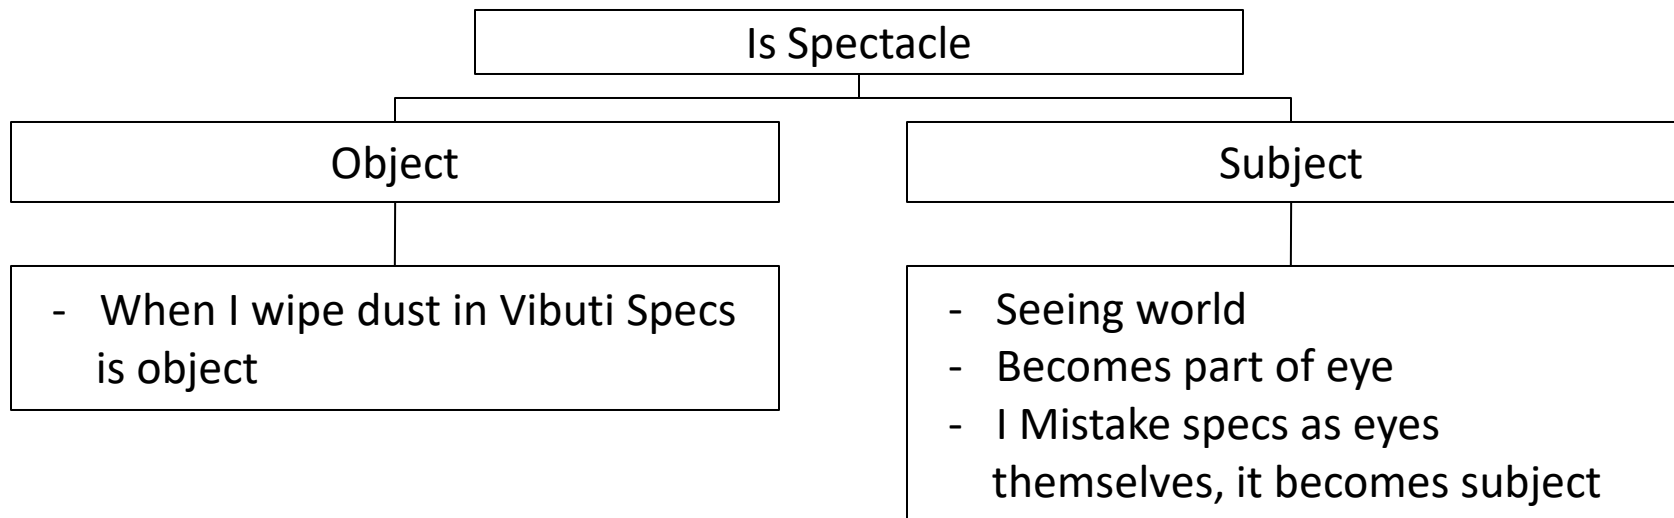 Is Spectacle
Object
Subject
- When I wipe dust in Vibuti Specs
is object
- Seeing world
- Becomes part of eye
- I Mistake specs as eyes
themselves, it becomes subject